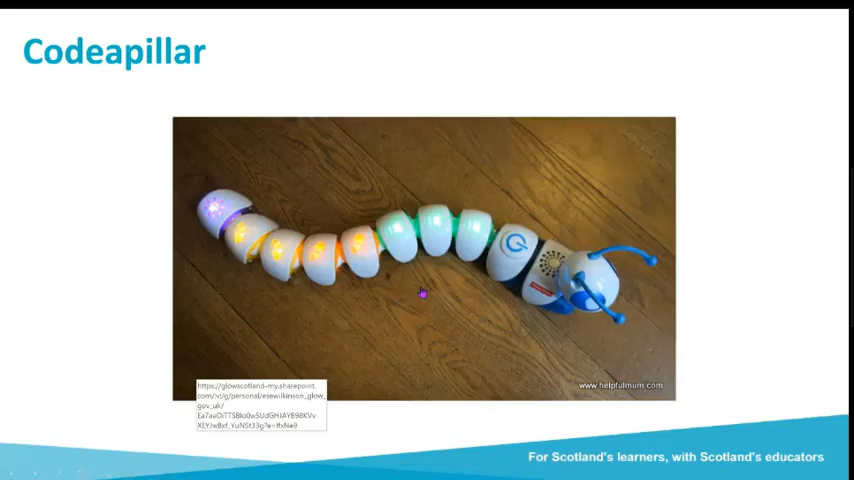 Codeapillar
www.helpfulmum.com
https://glowscotland-my.sharepoint.
com/:v:/g/personal/esewilkinson_glow_
gov_uk/
For Scotland's learners, with Scotland's educators